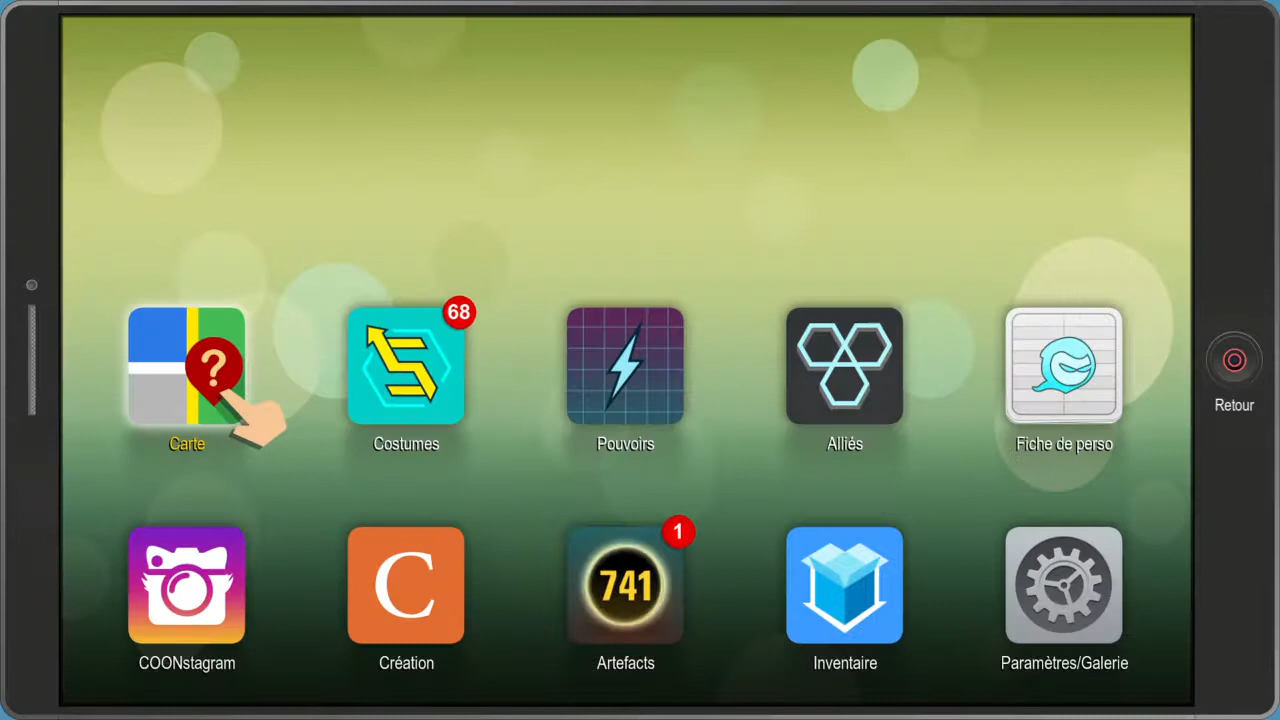 68
?
Carte
Costumes
Pouvoirs
Alliés
Fiche de perso
Retour
1
C
741
COONstagram
Création
Artefacts
Inventaire
Paramètres/Galerie